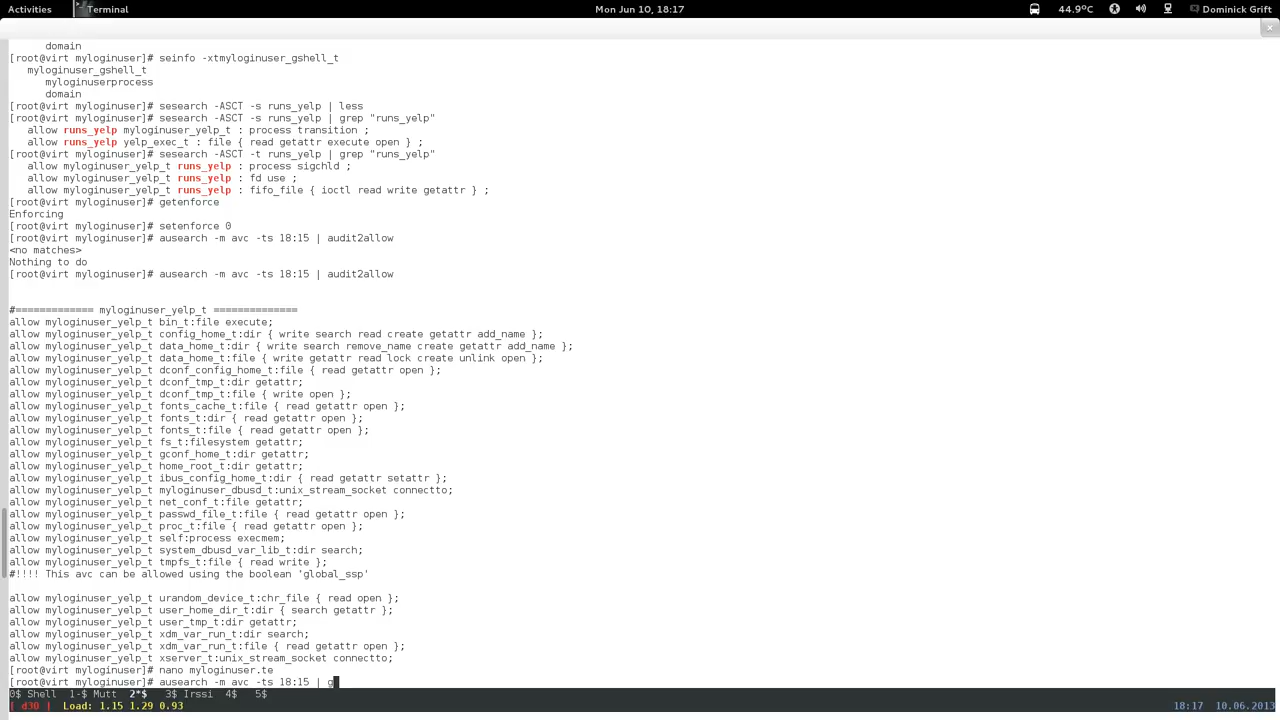 Activities Terminal Mon Jun 10, 18:17 44.9°C Dominick Grift
domain
[root@virt myloginuser]# seinfo -xtmyloginuser_gshell_t
myloginuser_gshell_t
myloginuserprocess
domain
[root@virt myloginuser]# sesearch -ASCT -s runs_yelp | less
[root@virt myloginuser]# sesearch -ASCT -s runs_yelp | grep "runs_yelp"
allow runs_yelp myloginuser_yelp_t : process transition ;
allow runs_yelp yelp_exec_t : file { read getattr execute open } ;
[root@virt myloginuser]# sesearch -ASCT -t runs_yelp | grep "runs_yelp"
allow myloginuser_yelp_t runs_yelp : process sigchld ;
allow myloginuser_yelp_t runs_yelp : fd use ;
allow myloginuser_yelp_t runs_yelp : fifo_file { ioctl read write getattr } ;
[root@virt myloginuser]# getenforce
Enforcing
[root@virt myloginuser]# setenforce 0
[root@virt myloginuser]# ausearch -m avc -ts 18:15 | audit2allow
<no matches>
Nothing to do
[root@virt myloginuser]# ausearch -m avc -ts 18:15 | audit2allow
#============= myloginuser_yelp_t ==============
allow myloginuser_yelp_t bin_t:file execute;
allow myloginuser_yelp_t config_home_t:dir { write search read create getattr add_name };
allow myloginuser_yelp_t data_home_t:dir { write search remove_name create getattr add_name };
allow myloginuser_yelp_t data_home_t:file { write getattr read lock create unlink open };
allow myloginuser_yelp_t dconf_config_home_t:file { read getattr open };
allow myloginuser_yelp_t dconf_tmp_t:dir getattr;
allow myloginuser_yelp_t dconf_tmp_t:file { write open };
allow myloginuser_yelp_t fonts_cache_t:file { read getattr open };
allow myloginuser_yelp_t fonts_t:dir { read getattr open };
allow myloginuser_yelp_t fonts_t:file { read getattr open };
allow myloginuser_yelp_t fs_t:filesystem getattr;
allow myloginuser_yelp_t gconf_home_t:dir getattr;
allow myloginuser_yelp_t home_root_t:dir getattr;
allow myloginuser_yelp_t ibus_config_home_t:dir { read getattr setattr };
allow myloginuser_yelp_t myloginuser_dbusd_t:unix_stream_socket connectto;
allow myloginuser_yelp_t net_conf_t:file getattr;
allow myloginuser_yelp_t passwd_file_t:file { read getattr open };
allow myloginuser_yelp_t proc_t:file { read getattr open };
allow myloginuser_yelp_t self:process execmem;
allow myloginuser_yelp_t system_dbusd_var_lib_t:dir search;
allow myloginuser_yelp_t tmpfs_t:file { read write };
#!!!! This avc can be allowed using the boolean 'global_ssp'
allow myloginuser_yelp_t urandom_device_t:chr_file { read open };
allow myloginuser_yelp_t user_home_dir_t:dir { search getattr };
allow myloginuser_yelp_t user_tmp_t:dir getattr;
allow myloginuser_yelp_t xdm_var_run_t:dir search;
allow myloginuser_yelp_t xdm_var_run_t:file { read getattr open };
allow myloginuser_yelp_t xserver_t:unix_stream_socket connectto;
[root@virt myloginuser]# nano myloginuser.te
[root@virt myloginuser]# ausearch -m avc -ts 18:15 | g
0$ Shell 1-$ Mutt 2*$ 3$ Irssi 4$ 5$
[ d30 | Load: 1.15 1.29 0.93 18:17 10.06.2013